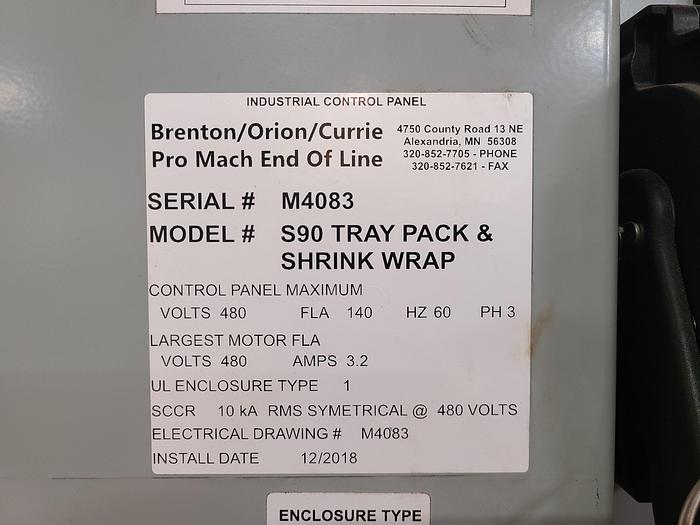 INDUSTRIAL CONTROL PANEL
Brenton/Orion/Currie
Pro Mach End Of Line
4750 County Road 13 NE
Alexandria, MN 56308
320-852-7705 - PHONE
320-852-7621 - FAX
SERIAL # M4083
MODEL # S90 TRAY PACK &
SHRINK WRAP
CONTROL PANEL MAXIMUM
VOLTS 480 FLA 140 HZ 60 PH 3
LARGEST MOTOR FLA
VOLTS 480 AMPS 3.2
UL ENCLOSURE TYPE 1
SCCR 10 kA RMS SYMETRICAL @ 480 VOLTS
ELECTRICAL DRAWING # M4083
INSTALL DATE 12/2018
ENCLOSURE TYPE